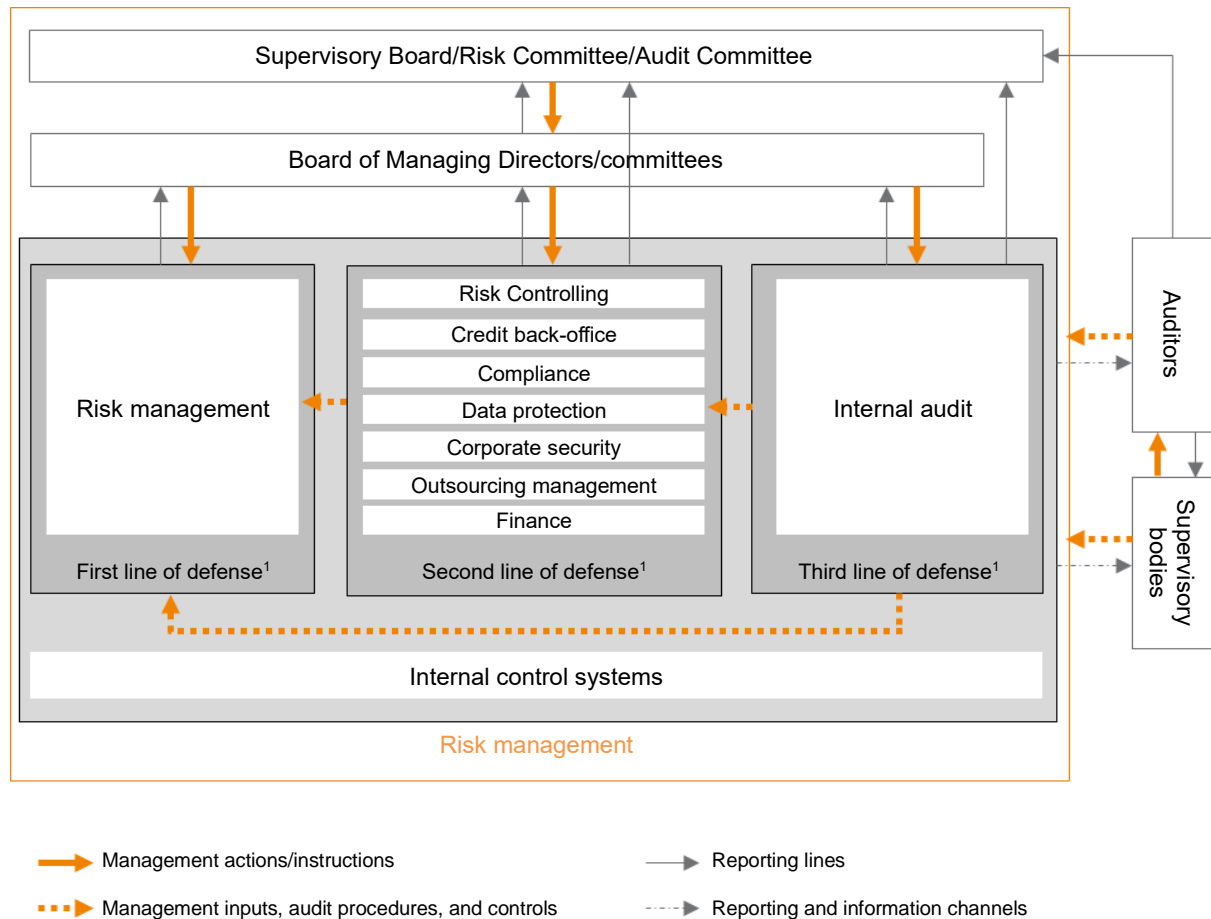 Supervisory Board/Risk Committee/Audit Committee
Board of Managing Directors/committees
Risk management
First line of defense¹
Risk Controlling
Credit back-office
Compliance
Data protection
Corporate security
Outsourcing management
Finance
Second line of defense¹
Internal audit
Third line of defense¹
Auditors
Supervisory
bodies
Internal control systems
Risk management
Management actions/instructions
Reporting lines
Management inputs, audit procedures, and controls
Reporting and information channels